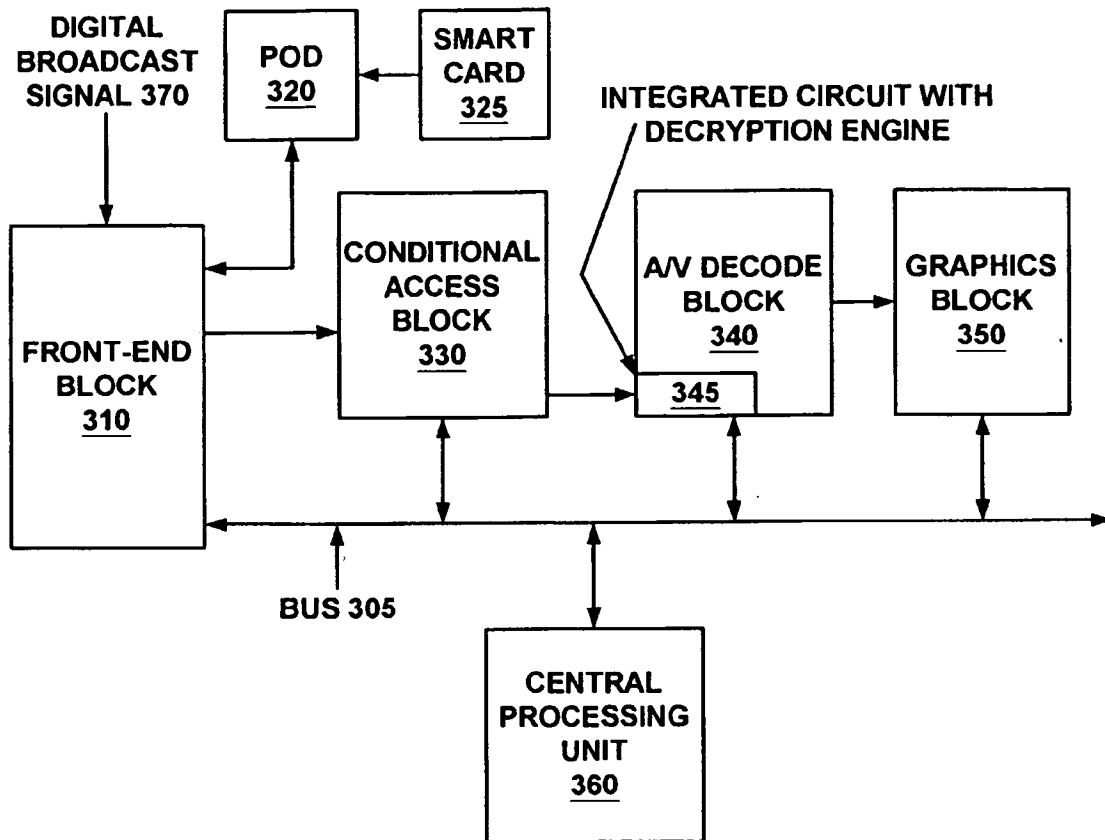 DIGITAL
BROADCAST
SIGNAL 370
POD
320
SMART
CARD
325
INTEGRATED CIRCUIT WITH
DECRYPTION ENGINE
FRONT-END
BLOCK
310
CONDITIONAL
ACCESS
BLOCK
330
A/V DECODE
BLOCK
340
345
GRAPHICS
BLOCK
350
BUS 305
CENTRAL
PROCESSING
UNIT
360